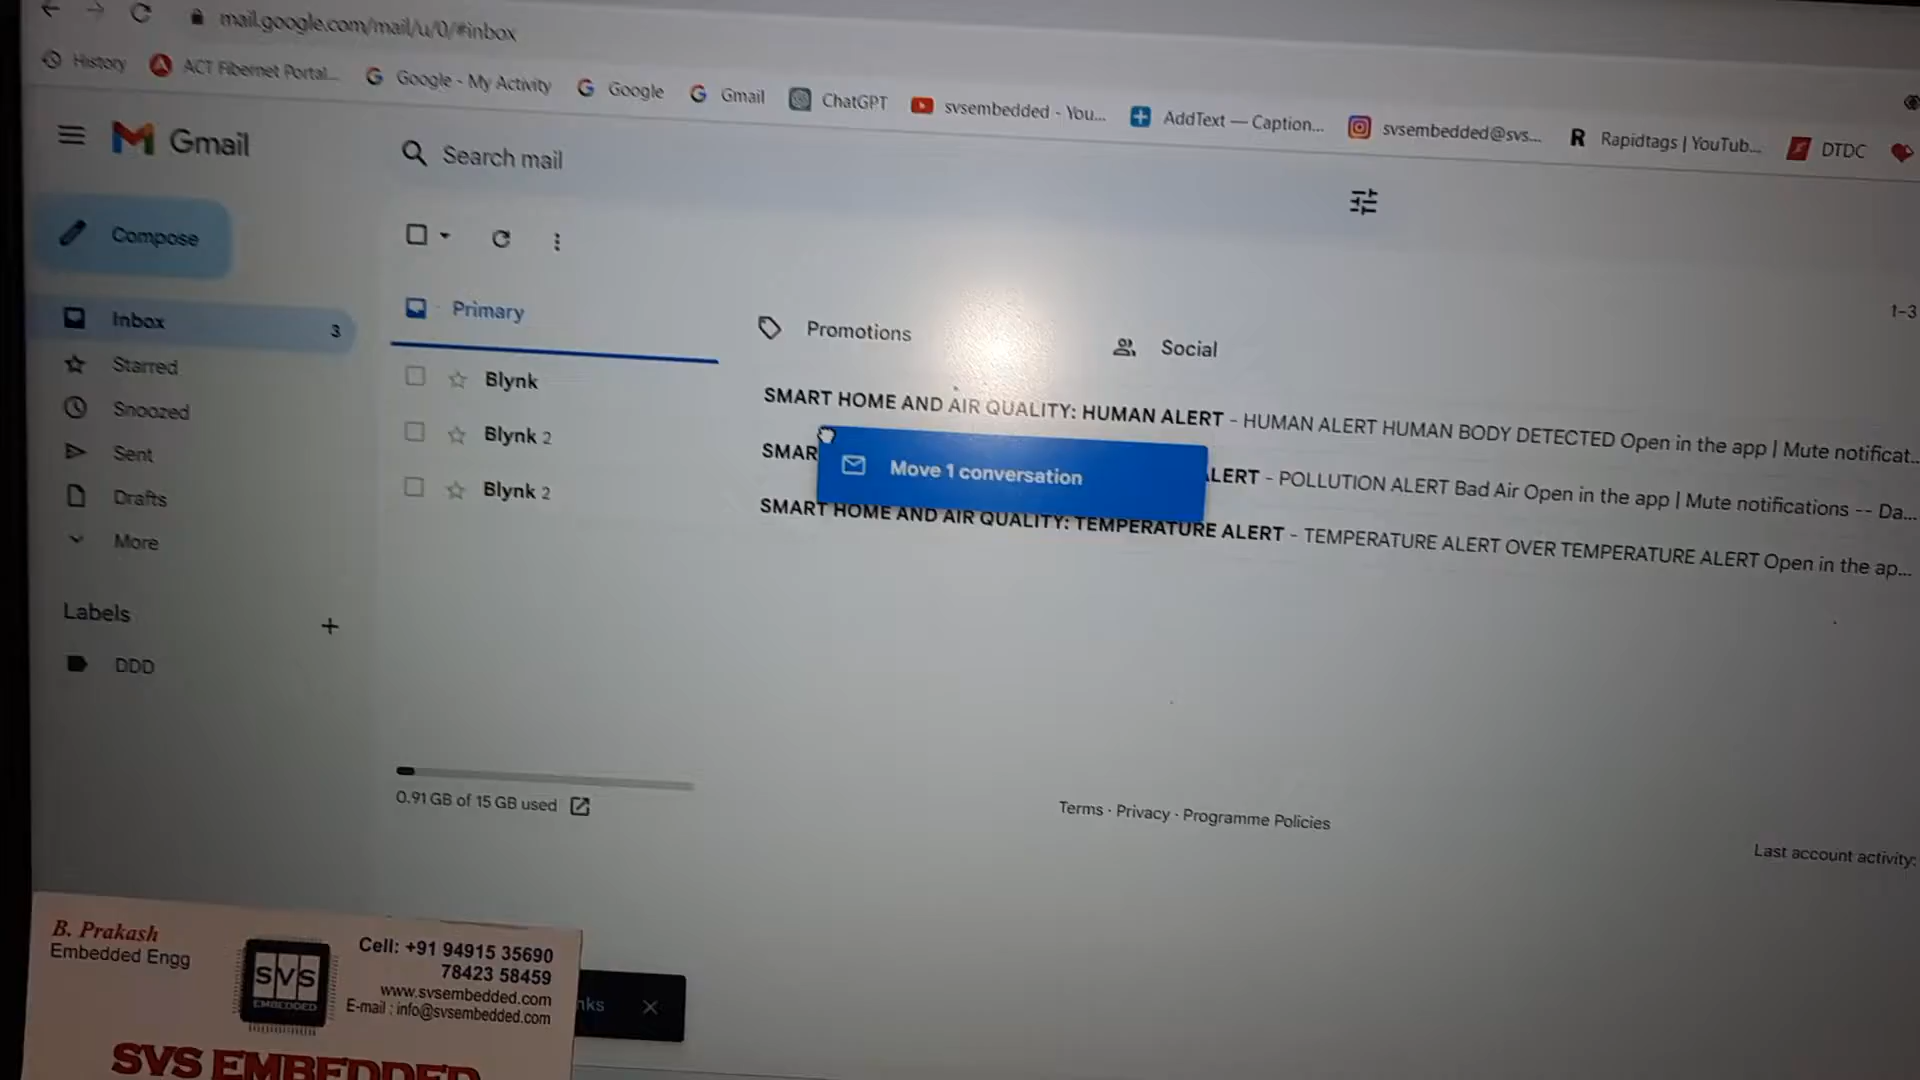 mail.google.com/mail/u/0/#inbox
History ACT Fibernet Portal... Google - My Activity Google Gmail ChatGPT svsembedded - You... AddText — Caption... svsembedded@svs... Rapidtags | YouTub... DTDC
Gmail
Search mail
Compose
Inbox 3
Starred
Snoozed
Sent
Drafts
More
Labels
DDD
1–3
Primary Promotions Social
Blynk SMART HOME AND AIR QUALITY: HUMAN ALERT - HUMAN ALERT HUMAN BODY DETECTED Open in the app | Mute notificat...
Blynk 2 SMAR ALERT - POLLUTION ALERT Bad Air Open in the app | Mute notifications -- Da...
Move 1 conversation
Blynk 2 SMART HOME AND AIR QUALITY: TEMPERATURE ALERT - TEMPERATURE ALERT OVER TEMPERATURE ALERT Open in the ap...
0.91 GB of 15 GB used
Terms · Privacy · Programme Policies
Last account activity:
B. Prakash
Embedded Engg
SVS
EMBEDDED
Cell: +91 94915 35690
78423 58459
www.svsembedded.com
E-mail : info@svsembedded.com
SVS EMBEDDED